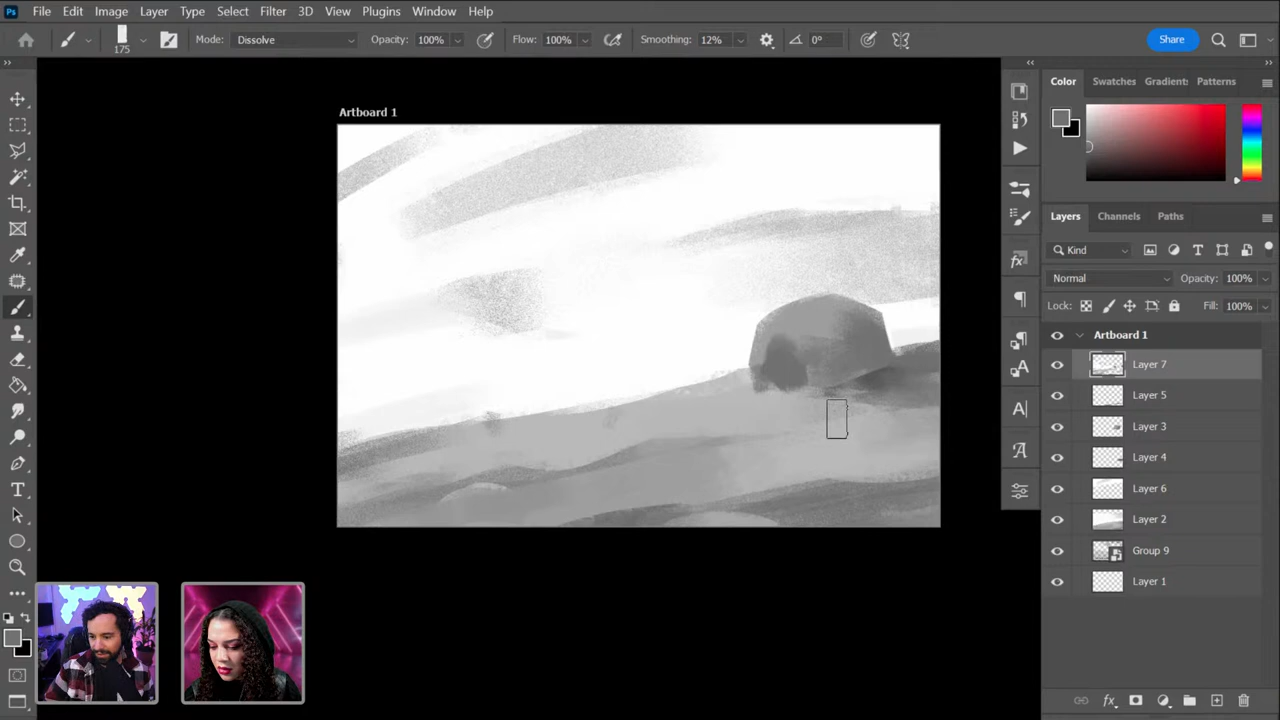 Ps File Edit Image Layer Type Select Filter 3D View Plugins Window Help
175 Mode: Dissolve Opacity: 100% Flow: 100% Smoothing: 12% 0° Share
Artboard 1
Color Swatches Gradient: Patterns
Layers Channels Paths
Kind
Normal Opacity: 100%
Lock: Fill: 100%
Artboard 1
Layer 7
Layer 5
Layer 3
Layer 4
Layer 6
Layer 2
Group 9
Layer 1